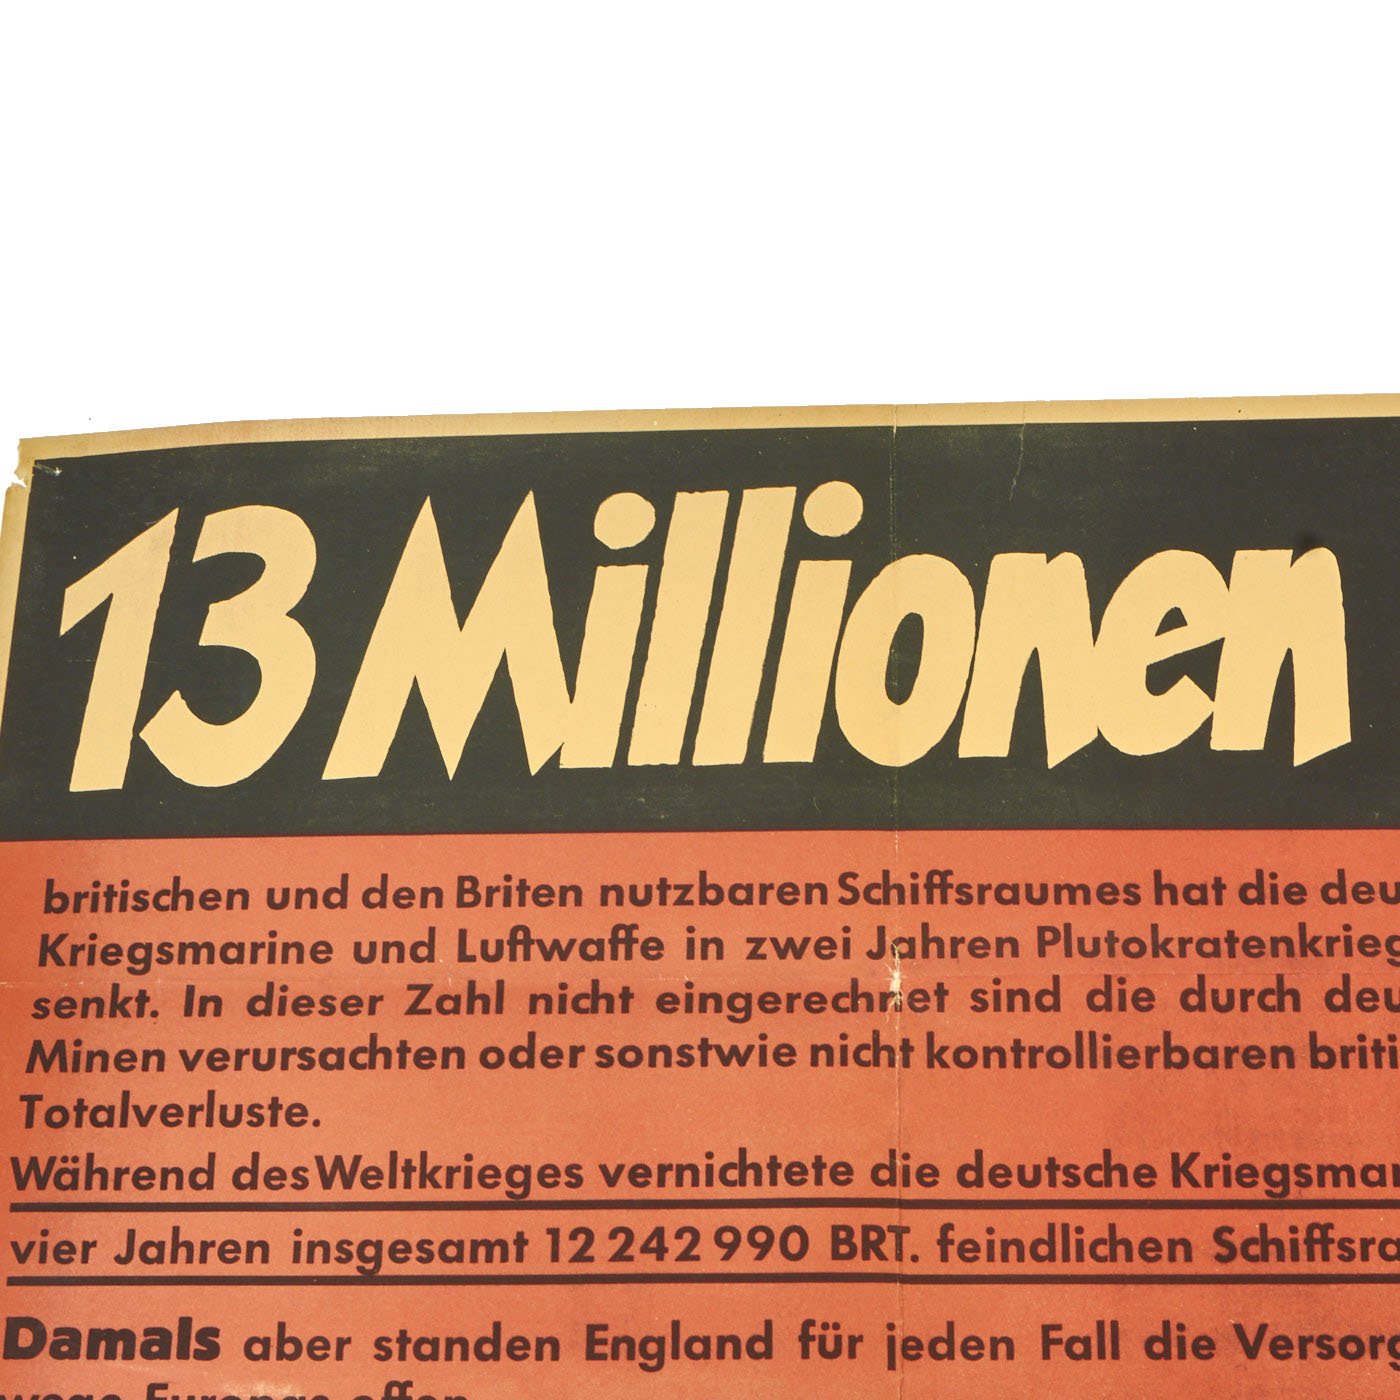 13 Millionen
britischen und den Briten nutzbaren Schiffsraumes hat die deu
Kriegsmarine und Luftwaffe in zwei Jahren Plutokratenkrieg
senkt. In dieser Zahl nicht eingerechnet sind die durch deu
Minen verursachten oder sonstwie nicht kontrollierbaren briti
Totalverluste.
Während des Weltkrieges vernichtete die deutsche Kriegsmar
vier Jahren insgesamt 12 242 990 BRT. feindlichen Schiffsra
Damals aber standen England für jeden Fall die Versorg
wege Europas offen